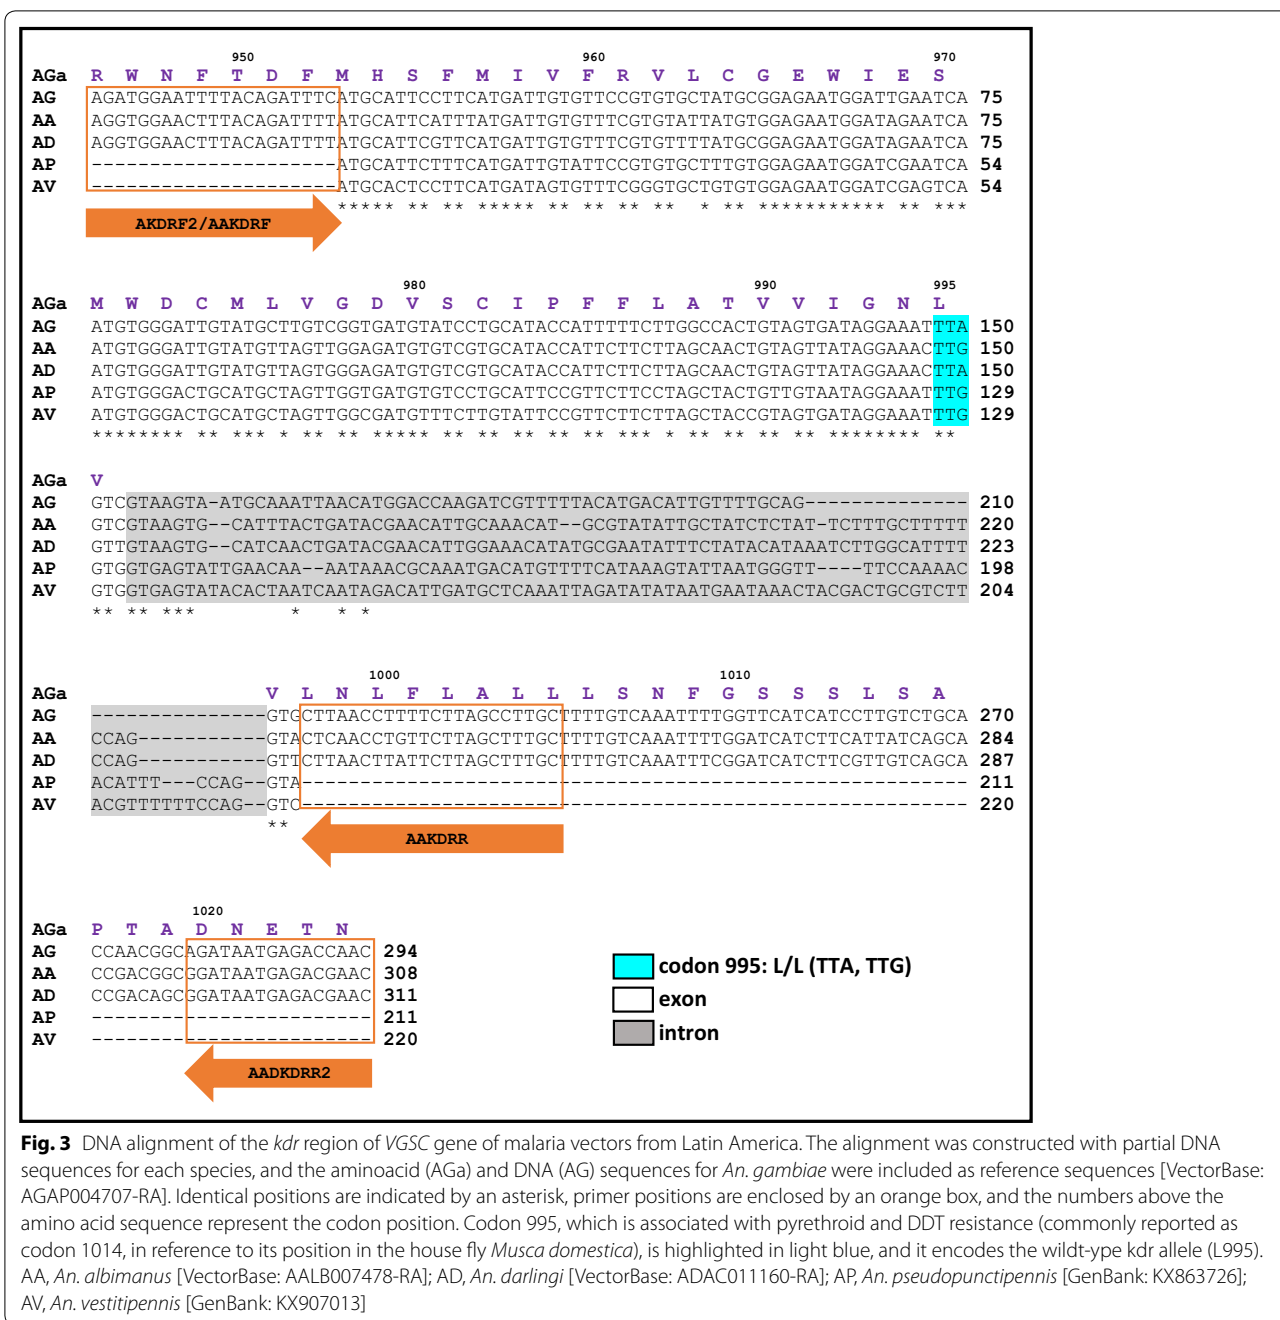 950 960 970
AGa R W N F T D F M H S F M I V F R V L C G E W I E S
AG AGATGGAATTTTACAGATTTCATGCATTCCTTCATGATTGTGTTCCGTGTGCTATGCGGAGAATGGATTGAATCA 75
AA AGGTGGAACTTTACAGATTTTATGCATTCATTTATGATTGTGTTTCGTGTATTATGTGGAGAATGGATAGAATCA 75
AD AGGTGGAACTTTACAGATTTTATGCATTCGTTCATGATTGTGTTTCGTGTTTTATGCGGAGAATGGATAGAATCA 75
AP ---------------------ATGCATTCTTTCATGATTGTATTCCGTGTGCTTTGTGGAGAATGGATCGAATCA 54
AV ---------------------ATGCACTCCTTCATGATAGTGTTTCGGGTGCTGTGTGGAGAATGGATCGAGTCA 54
***** ** ** ***** ** ** ** ** ** * ** *********** ** ***
AKDRF2/AAKDRF
980 990 995
AGa M W D C M L V G D V S C I P F F L A T V V I G N L
AG ATGTGGGATTGTATGCTTGTCGGTGATGTATCCTGCATACCATTTTTCTTGGCCACTGTAGTGATAGGAAATTTA 150
AA ATGTGGGATTGTATGTTAGTTGGAGATGTGTCGTGCATACCATTCTTCTTAGCAACTGTAGTTATAGGAAACTTG 150
AD ATGTGGGATTGTATGTTAGTGGGAGATGTGTCGTGCATACCATTCTTCTTAGCAACTGTAGTTATAGGAAACTTA 150
AP ATGTGGGACTGCATGCTAGTTGGTGATGTGTCCTGCATTCCGTTCTTCCTAGCTACTGTTGTAATAGGAAATTTG 129
AV ATGTGGGACTGCATGCTAGTTGGCGATGTTTCTTGTATTCCGTTCTTCTTAGCTACCGTAGTGATAGGAAATTTG 129
******** ** *** * ** ** ***** ** ** ** ** ** *** * ** ** ** ** ******** **
AGa V
AG GTCGTAAGTA-ATGCAAATTAACATGGACCAAGATCGTTTTTACATGACATTGTTTTGCAG-------------- 210
AA GTCGTAAGTG--CATTTACTGATACGAACATTGCAAACAT--GCGTATATTGCTATCTCTAT-TCTTTGCTTTTT 220
AD GTTGTAAGTG--CATCAACTGATACGAACATTGGAAACATATGCGAATATTTCTATACATAAATCTTGGCATTTT 223
AP GTGGTGAGTATTGAACAA--AATAAACGCAAATGACATGTTTTCATAAAGTATTAATGGGTT----TTCCAAAAC 198
AV GTGGTGAGTATACACTAATCAATAGACATTGATGCTCAAATTAGATATATAATGAATAAACTACGACTGCGTCTT 204
** ** *** * * *
1000 1010
AGa V L N L F L A L L L S N F G S S S L S A
AG ---------------GTGCTTAACCTTTTCTTAGCCTTGCTTTTGTCAAATTTTGGTTCATCATCCTTGTCTGCA 270
AA CCAG-----------GTACTCAACCTGTTCTTAGCTTTGCTTTTGTCAAATTTTGGATCATCTTCATTATCAGCA 284
AD CCAG-----------GTTCTTAACTTATTCTTAGCTTTGCTTTTGTCAAATTTCGGATCATCTTCGTTGTCAGCA 287
AP ACATTT---CCAG--GTA--------------------------------------------------------- 211
AV ACGTTTTTTCCAG--GTC--------------------------------------------------------- 220
**
AAKDRR
1020
AGa P T A D N E T N
AG CCAACGGCAGATAATGAGACCAAC 294
AA CCGACGGCGGATAATGAGACGAAC 308
AD CCGACAGCGGATAATGAGACGAAC 311
AP ------------------------ 211
AV ------------------------ 220
AADKDRR2
codon 995: L/L (TTA, TTG)
exon
intron
Fig. 3 DNA alignment of the kdr region of VGSC gene of malaria vectors from Latin America. The alignment was constructed with partial DNA
sequences for each species, and the aminoacid (AGa) and DNA (AG) sequences for An. gambiae were included as reference sequences [VectorBase:
AGAP004707-RA]. Identical positions are indicated by an asterisk, primer positions are enclosed by an orange box, and the numbers above the
amino acid sequence represent the codon position. Codon 995, which is associated with pyrethroid and DDT resistance (commonly reported as
codon 1014, in reference to its position in the house fly Musca domestica), is highlighted in light blue, and it encodes the wildt-ype kdr allele (L995).
AA, An. albimanus [VectorBase: AALB007478-RA]; AD, An. darlingi [VectorBase: ADAC011160-RA]; AP, An. pseudopunctipennis [GenBank: KX863726];
AV, An. vestitipennis [GenBank: KX907013]